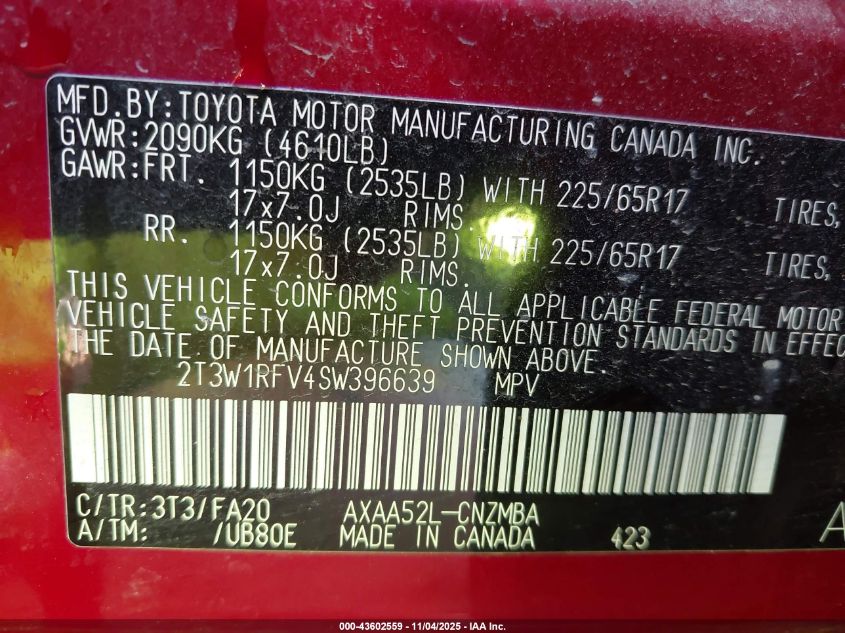 MFD.BY:TOYOTA MOTOR MANUFACTURING CANADA INC.
GVWR:2090KG (4610LB)
GAWR:FRT. 1150KG (2535LB) WITH 225/65R17 TIRES,
17x7.0J RIMS.
RR. 1150KG (2535LB) WITH 225/65R17 TIRES,
17x7.0J RIMS.
THIS VEHICLE CONFORMS TO ALL APPLICABLE FEDERAL MOTOR
VEHICLE SAFETY AND THEFT PREVENTION STANDARDS IN EFFEC
THE DATE OF MANUFACTURE SHOWN ABOVE.
2T3W1RFV4SW396639 MPV
C/TR:3T3/FA20 AXAA52L-CNZMBA A
A/TM: /UB80E MADE IN CANADA 423
000-43602559 - 11/04/2025 - IAA Inc.